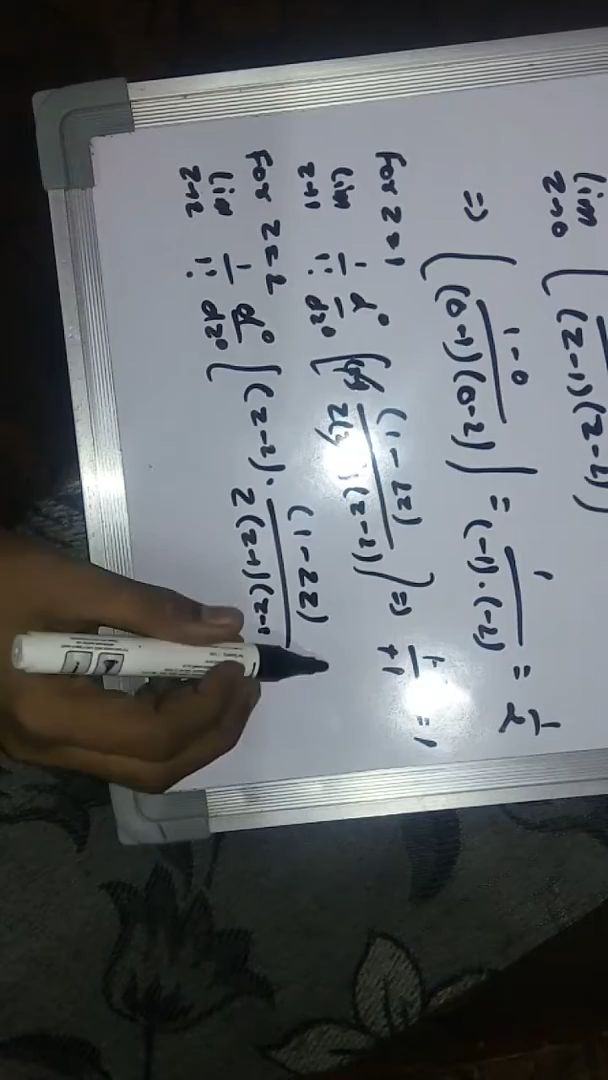 Lim
z→0 [ / (z-1)(z-2) ]
=> [ 1-0 / (0-1)(0-2) ] = 1 / (-1).(-2) = 1/2
For z=1
Lim
z→1 1/1! d⁰/dz⁰ [ (1-2z) / z (z-2) ] => -1/+1 = 1
For z=2
Lim
z→2 1/1! d⁰/dz⁰ [ (z-2). (1-2z) / z(z-2)(z-1